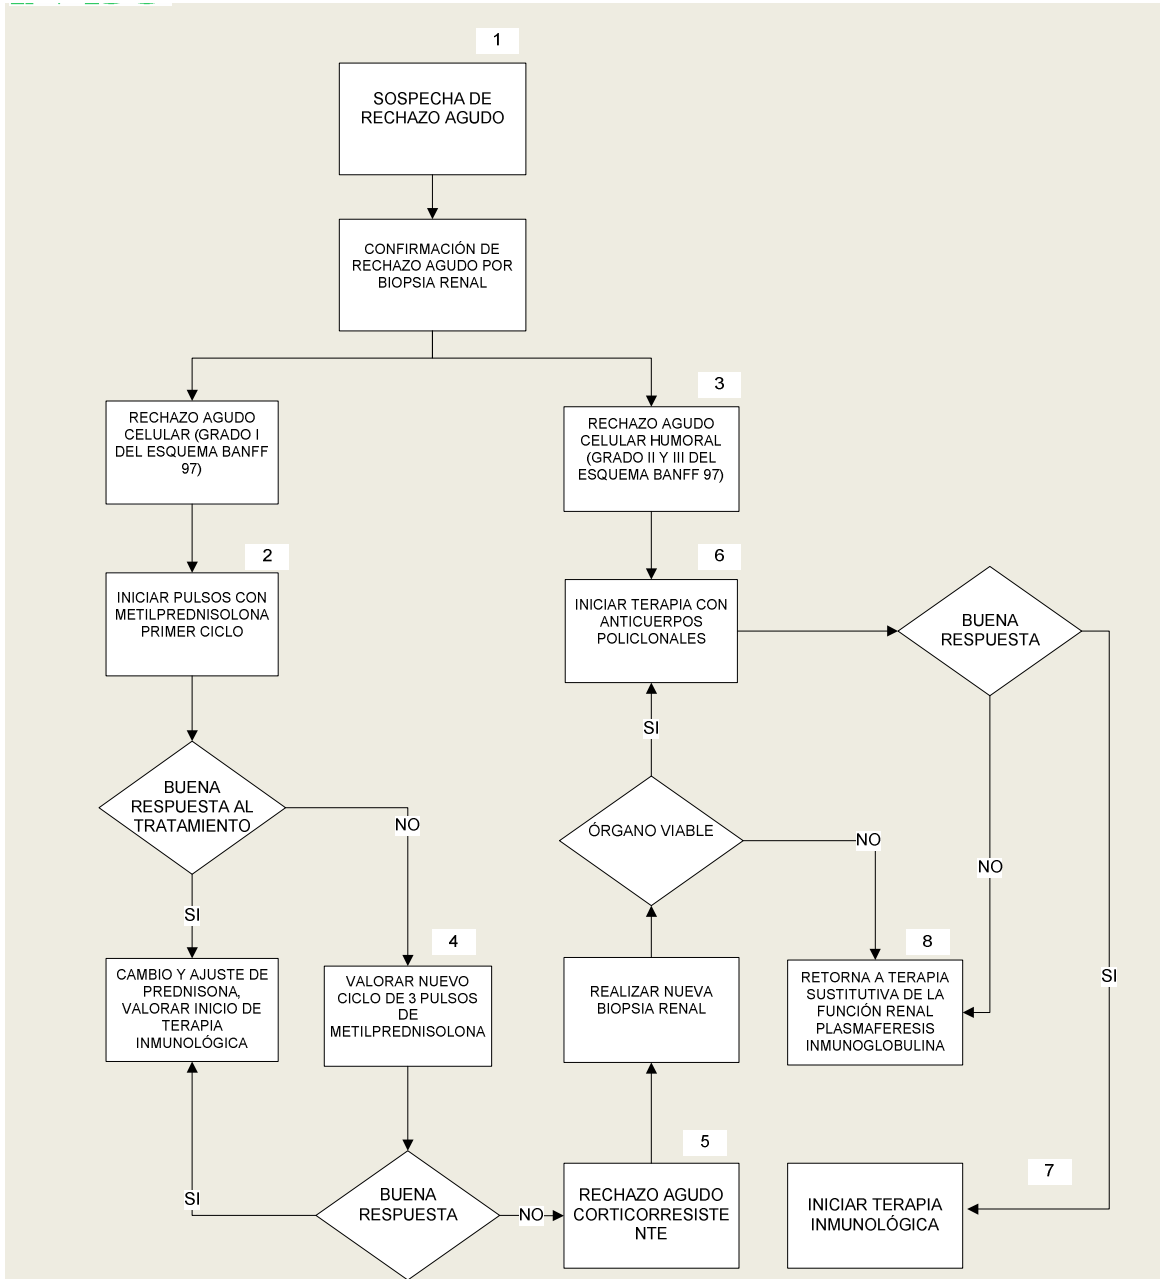 1
SOSPECHA DE
RECHAZO AGUDO
CONFIRMACIÓN DE
RECHAZO AGUDO POR
BIOPSIA RENAL
RECHAZO AGUDO
CELULAR (GRADO I
DEL ESQUEMA BANFF
97)
2
INICIAR PULSOS CON
METILPREDNISOLONA
PRIMER CICLO
BUENA
RESPUESTA AL
TRATAMIENTO
NO
SI
CAMBIO Y AJUSTE DE
PREDNISONA,
VALORAR INICIO DE
TERAPIA
INMUNOLÓGICA
4
VALORAR NUEVO
CICLO DE 3 PULSOS
DE
METILPREDNISOLONA
BUENA
RESPUESTA
SI
NO
5
RECHAZO AGUDO
CORTICORRESISTE
NTE
REALIZAR NUEVA
BIOPSIA RENAL
ÓRGANO VIABLE
SI
NO
3
RECHAZO AGUDO
CELULAR HUMORAL
(GRADO II Y III DEL
ESQUEMA BANFF 97)
6
INICIAR TERAPIA CON
ANTICUERPOS
POLICLONALES
BUENA
RESPUESTA
NO
SI
8
RETORNA A TERAPIA
SUSTITUTIVA DE LA
FUNCIÓN RENAL
PLASMAFERESIS
INMUNOGLOBULINA
7
INICIAR TERAPIA
INMUNOLÓGICA